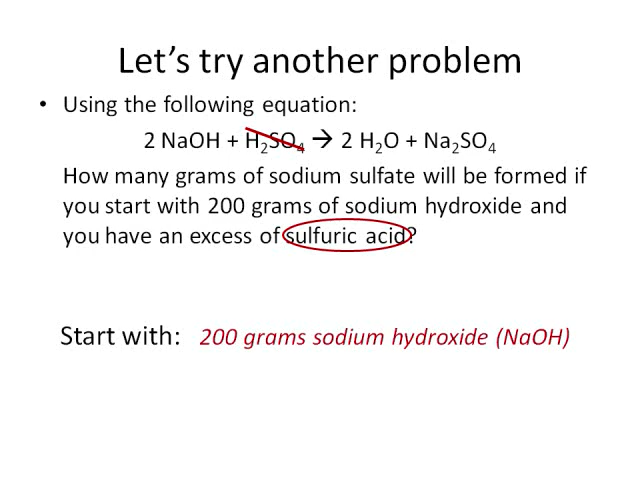 Let's try another problem
• Using the following equation:
2 NaOH + H₂SO₄ → 2 H₂O + Na₂SO₄
How many grams of sodium sulfate will be formed if
you start with 200 grams of sodium hydroxide and
you have an excess of sulfuric acid?
Start with: 200 grams sodium hydroxide (NaOH)